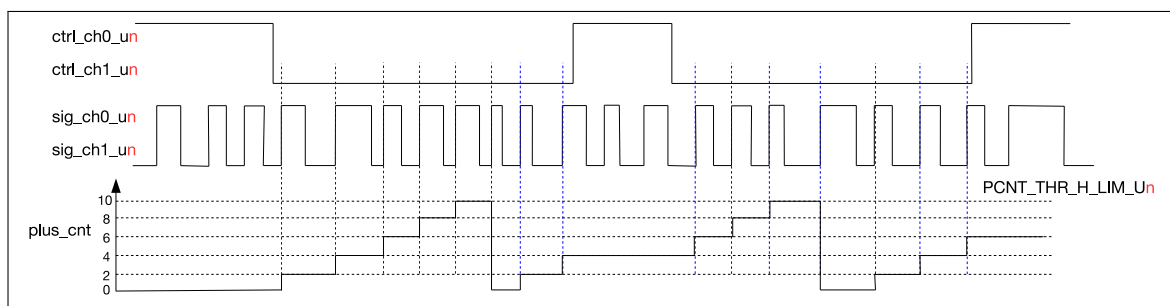 ctrl_ch0_un
ctrl_ch1_un
sig_ch0_un
sig_ch1_un
PCNT_THR_H_LIM_Un
plus_cnt
10
8
6
4
2
0